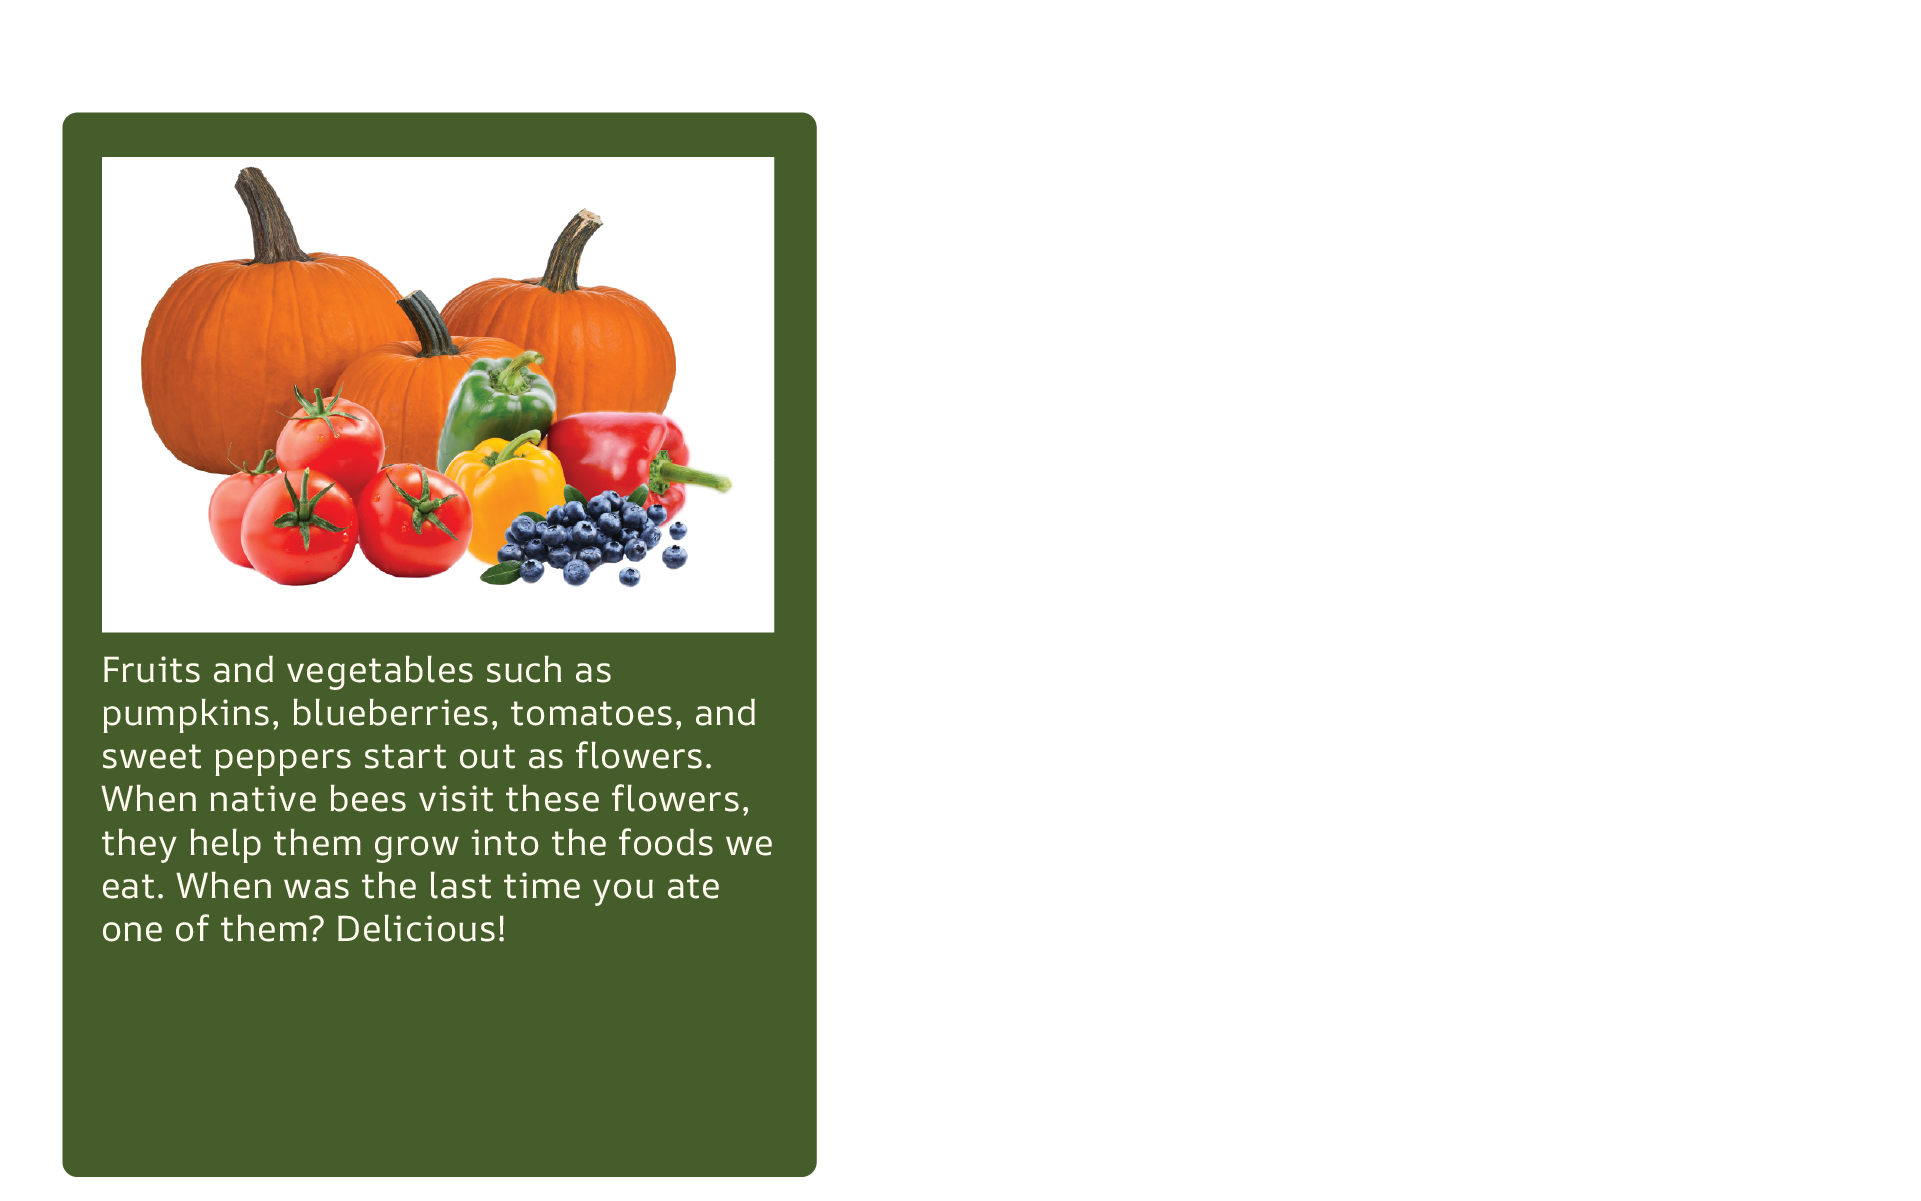 Fruits and vegetables such as
pumpkins, blueberries, tomatoes, and
sweet peppers start out as flowers.
When native bees visit these flowers,
they help them grow into the foods we
eat. When was the last time you ate
one of them? Delicious!